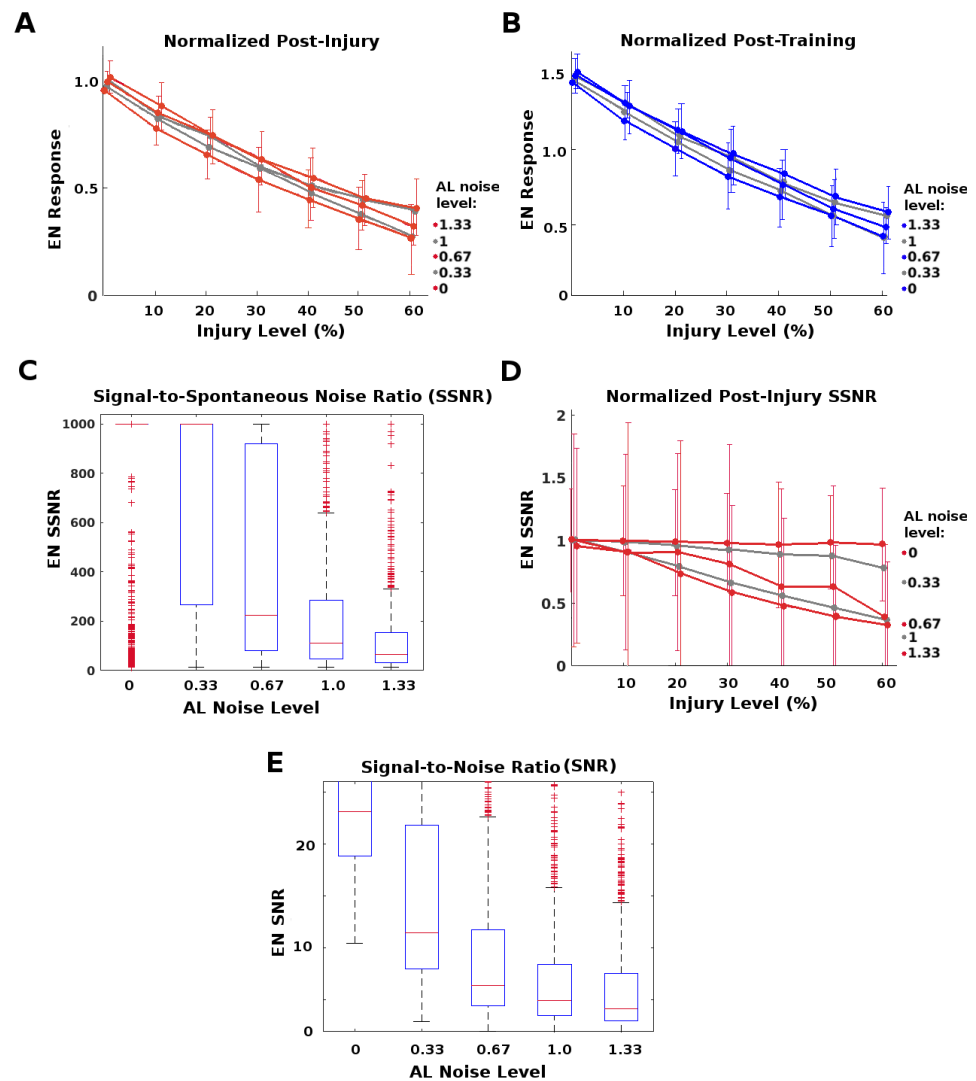 A
Normalized Post-Injury
EN Response
1.0
0.5
0
10 20 30 40 50 60
Injury Level (%)
AL noise
level:
1.33
1
0.67
0.33
0
B
Normalized Post-Training
EN Response
1.5
1.0
0.5
0
10 20 30 40 50 60
Injury Level (%)
AL noise
level:
1.33
1
0.67
0.33
0
C
Signal-to-Spontaneous Noise Ratio (SSNR)
EN SSNR
1000
800
600
400
200
0
0 0.33 0.67 1.0 1.33
AL Noise Level
D
Normalized Post-Injury SSNR
EN SSNR
2
1.5
1
0.5
0
10 20 30 40 50 60
Injury Level (%)
AL noise
level:
0
0.33
0.67
1
1.33
E
Signal-to-Noise Ratio (SNR)
EN SNR
20
10
0
0 0.33 0.67 1.0 1.33
AL Noise Level